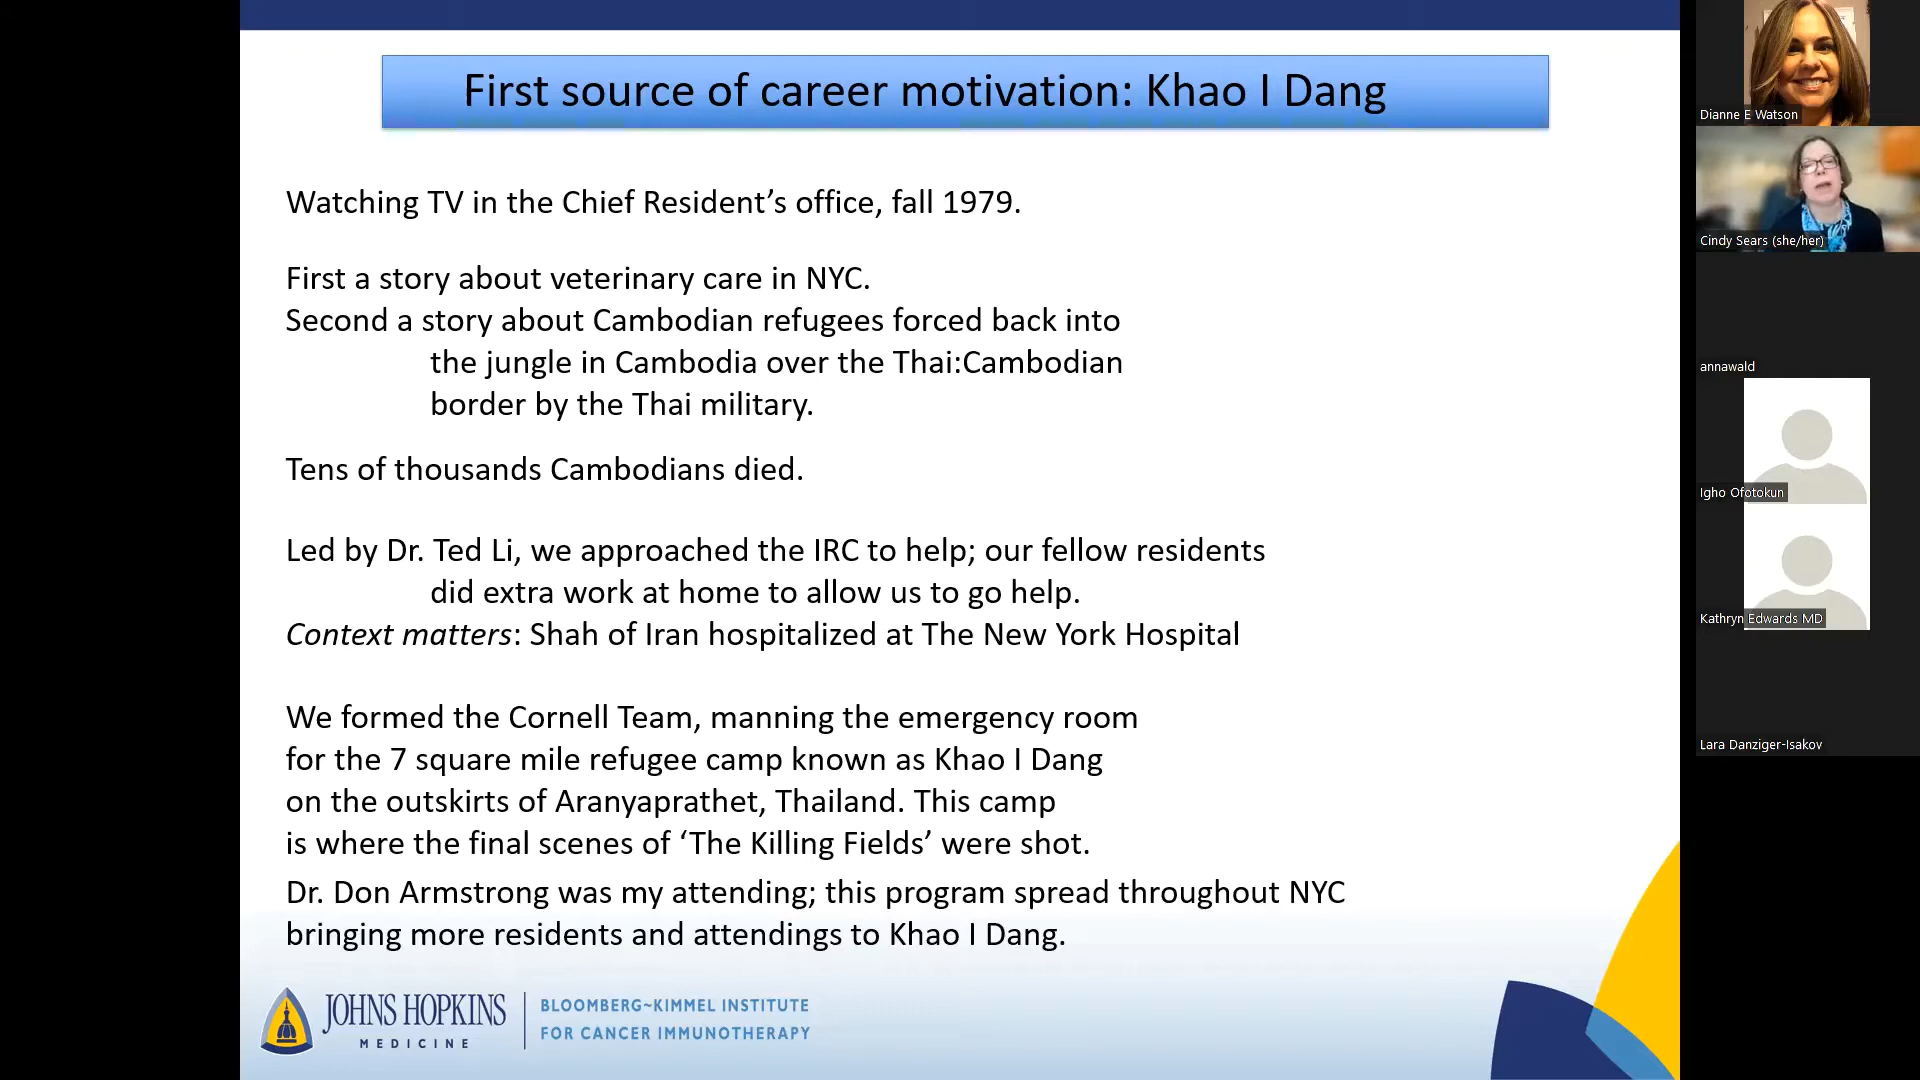 First source of career motivation: Khao I Dang
Watching TV in the Chief Resident’s office, fall 1979.
First a story about veterinary care in NYC.
Second a story about Cambodian refugees forced back into
the jungle in Cambodia over the Thai:Cambodian
border by the Thai military.
Tens of thousands Cambodians died.
Led by Dr. Ted Li, we approached the IRC to help; our fellow residents
did extra work at home to allow us to go help.
Context matters: Shah of Iran hospitalized at The New York Hospital
We formed the Cornell Team, manning the emergency room
for the 7 square mile refugee camp known as Khao I Dang
on the outskirts of Aranyaprathet, Thailand. This camp
is where the final scenes of ‘The Killing Fields’ were shot.
Dr. Don Armstrong was my attending; this program spread throughout NYC
bringing more residents and attendings to Khao I Dang.
JOHNS HOPKINS
MEDICINE
BLOOMBERG~KIMMEL INSTITUTE
FOR CANCER IMMUNOTHERAPY
Dianne E Watson
Cindy Sears (she/her)
annawald
Igho Ofotokun
Kathryn Edwards MD
Lara Danziger-Isakov